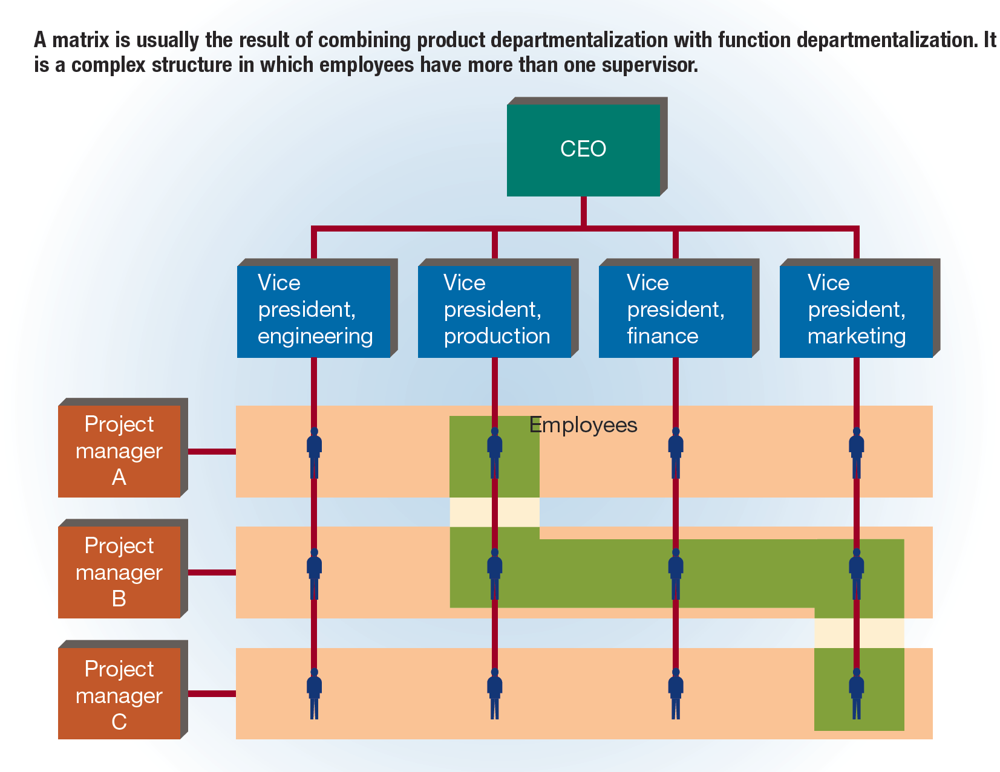 A matrix is usually the result of combining product departmentalization with function departmentalization. It
is a complex structure in which employees have more than one supervisor.
CEO
Vice
president,
engineering
Vice
president,
production
Vice
president,
finance
Vice
president,
marketing
Project
manager
A
Employees
Project
manager
B
Project
manager
C